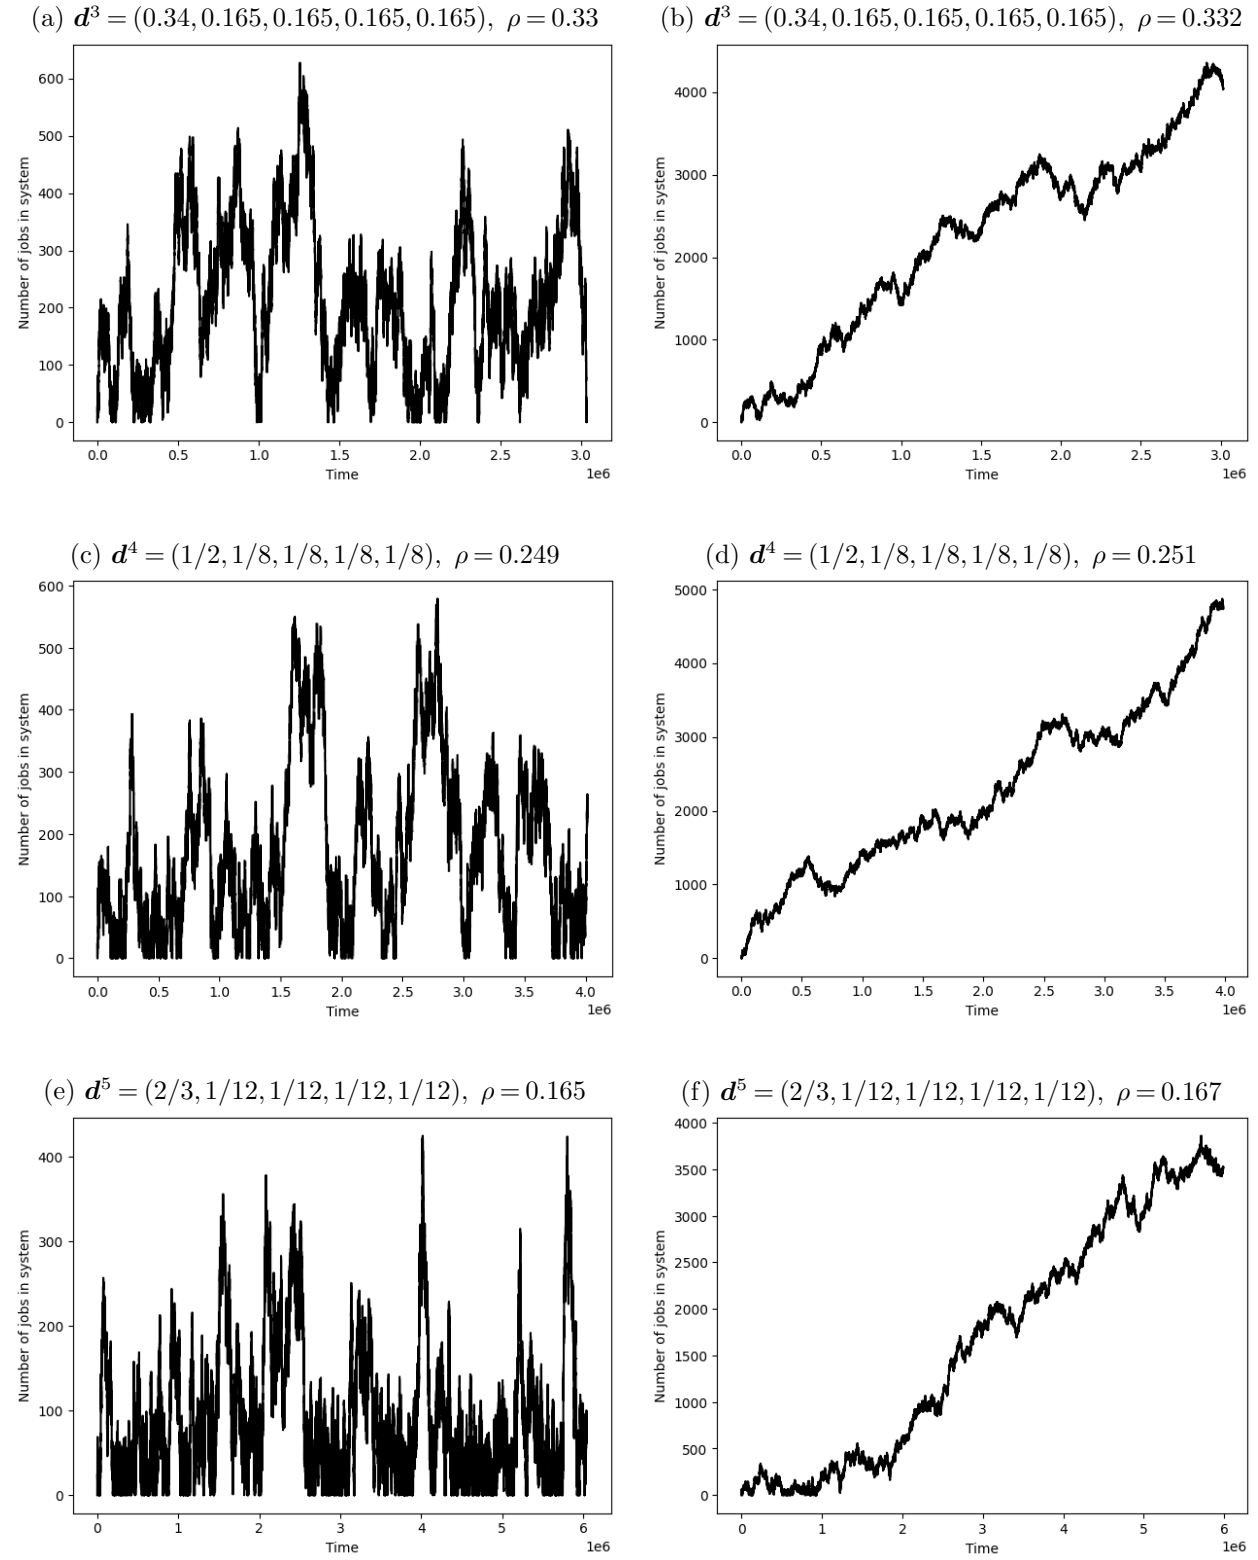 (a) d³ = (0.34, 0.165, 0.165, 0.165, 0.165), ρ = 0.33
600
500
400
300
200
100
0
Number of jobs in system
0.0 0.5 1.0 1.5 2.0 2.5 3.0
1e6
Time
(b) d³ = (0.34, 0.165, 0.165, 0.165, 0.165), ρ = 0.332
4000
3000
2000
1000
0
Number of jobs in system
0.0 0.5 1.0 1.5 2.0 2.5 3.0
1e6
Time
(c) d⁴ = (1/2, 1/8, 1/8, 1/8, 1/8), ρ = 0.249
600
500
400
300
200
100
0
Number of jobs in system
0.0 0.5 1.0 1.5 2.0 2.5 3.0 3.5 4.0
1e6
Time
(d) d⁴ = (1/2, 1/8, 1/8, 1/8, 1/8), ρ = 0.251
5000
4000
3000
2000
1000
0
Number of jobs in system
0.0 0.5 1.0 1.5 2.0 2.5 3.0 3.5 4.0
1e6
Time
(e) d⁵ = (2/3, 1/12, 1/12, 1/12, 1/12), ρ = 0.165
400
300
200
100
0
Number of jobs in system
0 1 2 3 4 5 6
1e6
Time
(f) d⁵ = (2/3, 1/12, 1/12, 1/12, 1/12), ρ = 0.167
4000
3500
3000
2500
2000
1500
1000
500
0
Number of jobs in system
0 1 2 3 4 5 6
1e6
Time